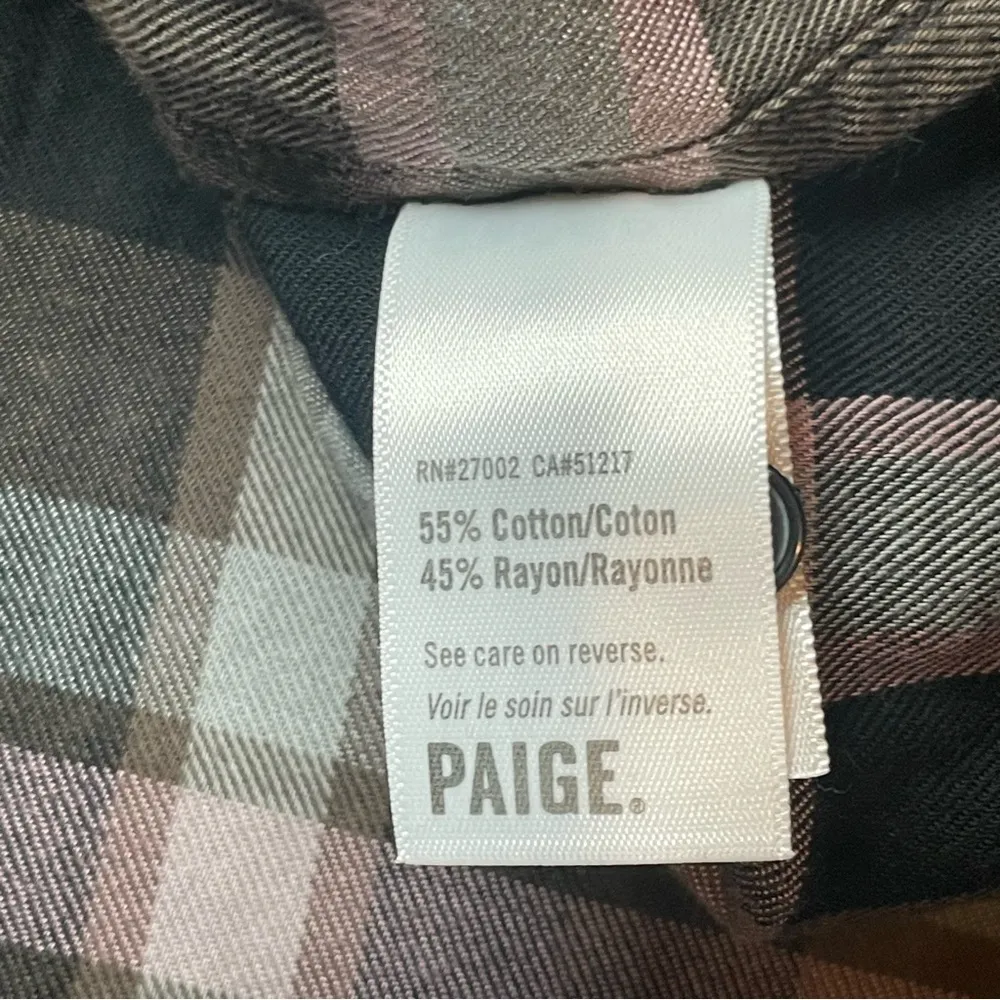 RN#27002 CA#51217
55% Cotton/Coton
45% Rayon/Rayonne
See care on reverse.
Voir le soin sur l'inverse.
PAIGE.®